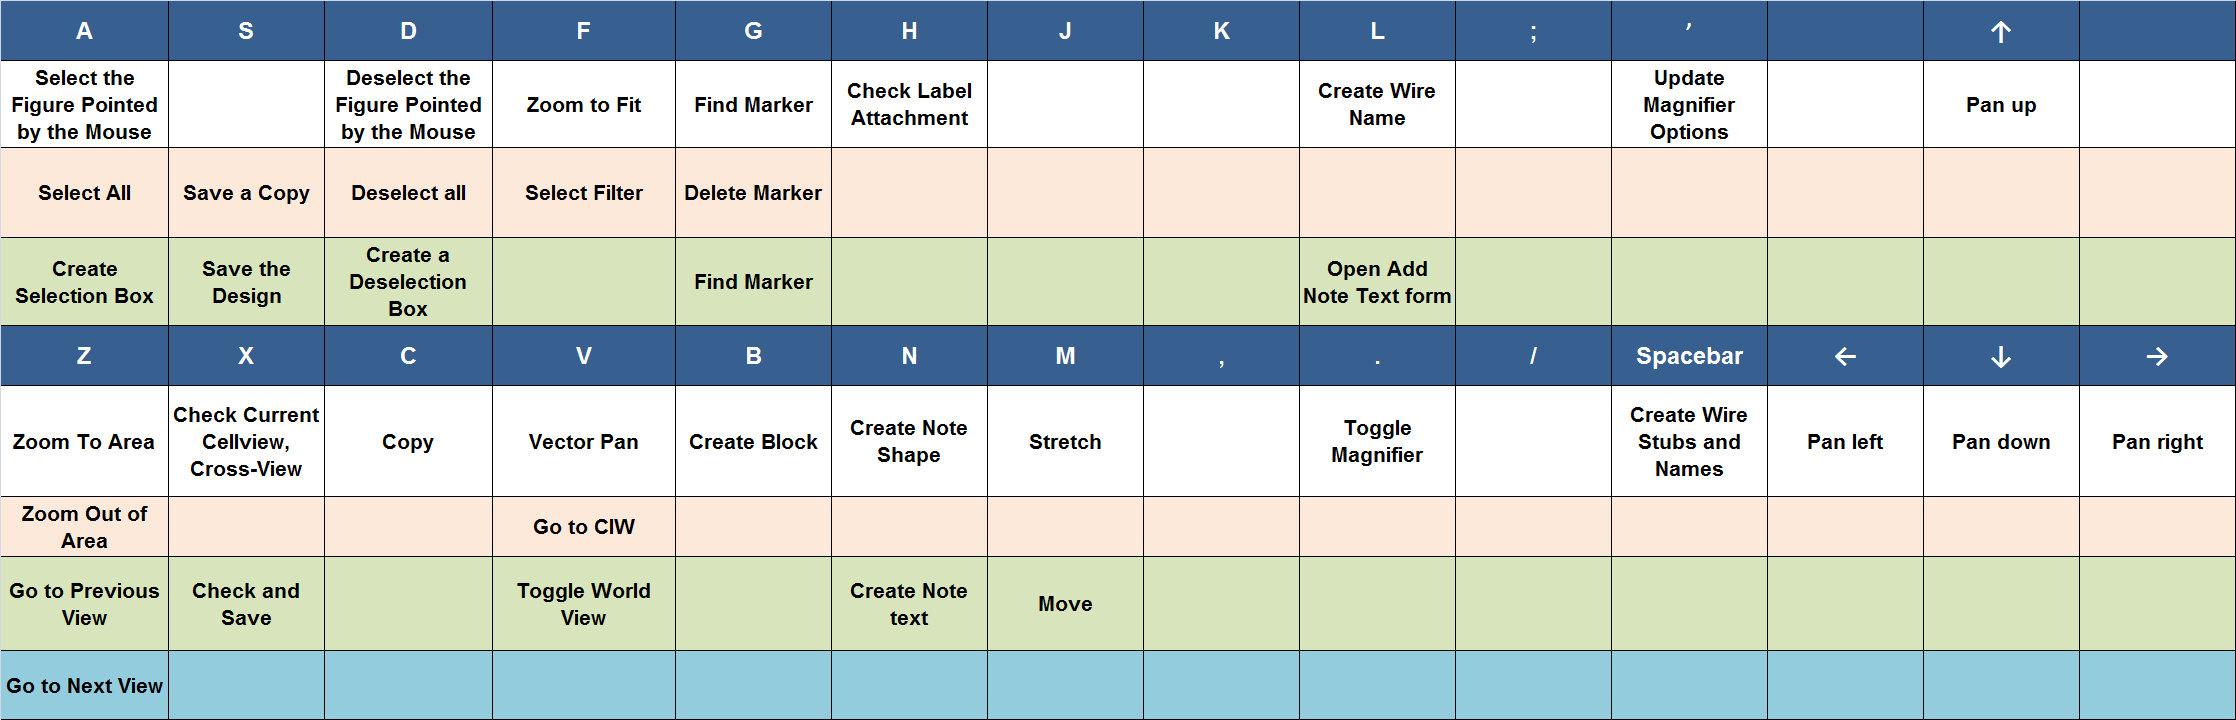 A S D F G H J K L ; ′ ↑
Select the Figure Pointed by the Mouse Deselect the Figure Pointed by the Mouse Zoom to Fit Find Marker Check Label Attachment Create Wire Name Update Magnifier Options Pan up
Select All Save a Copy Deselect all Select Filter Delete Marker
Create Selection Box Save the Design Create a Deselection Box Find Marker Open Add Note Text form
Z X C V B N M , . / Spacebar ← ↓ →
Zoom To Area Check Current Cellview, Cross-View Copy Vector Pan Create Block Create Note Shape Stretch Toggle Magnifier Create Wire Stubs and Names Pan left Pan down Pan right
Zoom Out of Area Go to CIW
Go to Previous View Check and Save Toggle World View Create Note text Move
Go to Next View